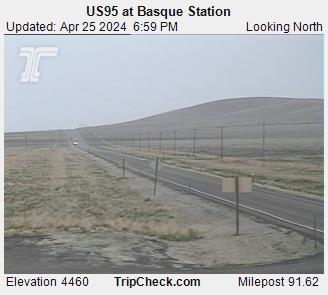 US95 at Basque Station
Updated: Apr 25 2024 6:59 PM Looking North
Elevation 4460 TripCheck.com Milepost 91.62